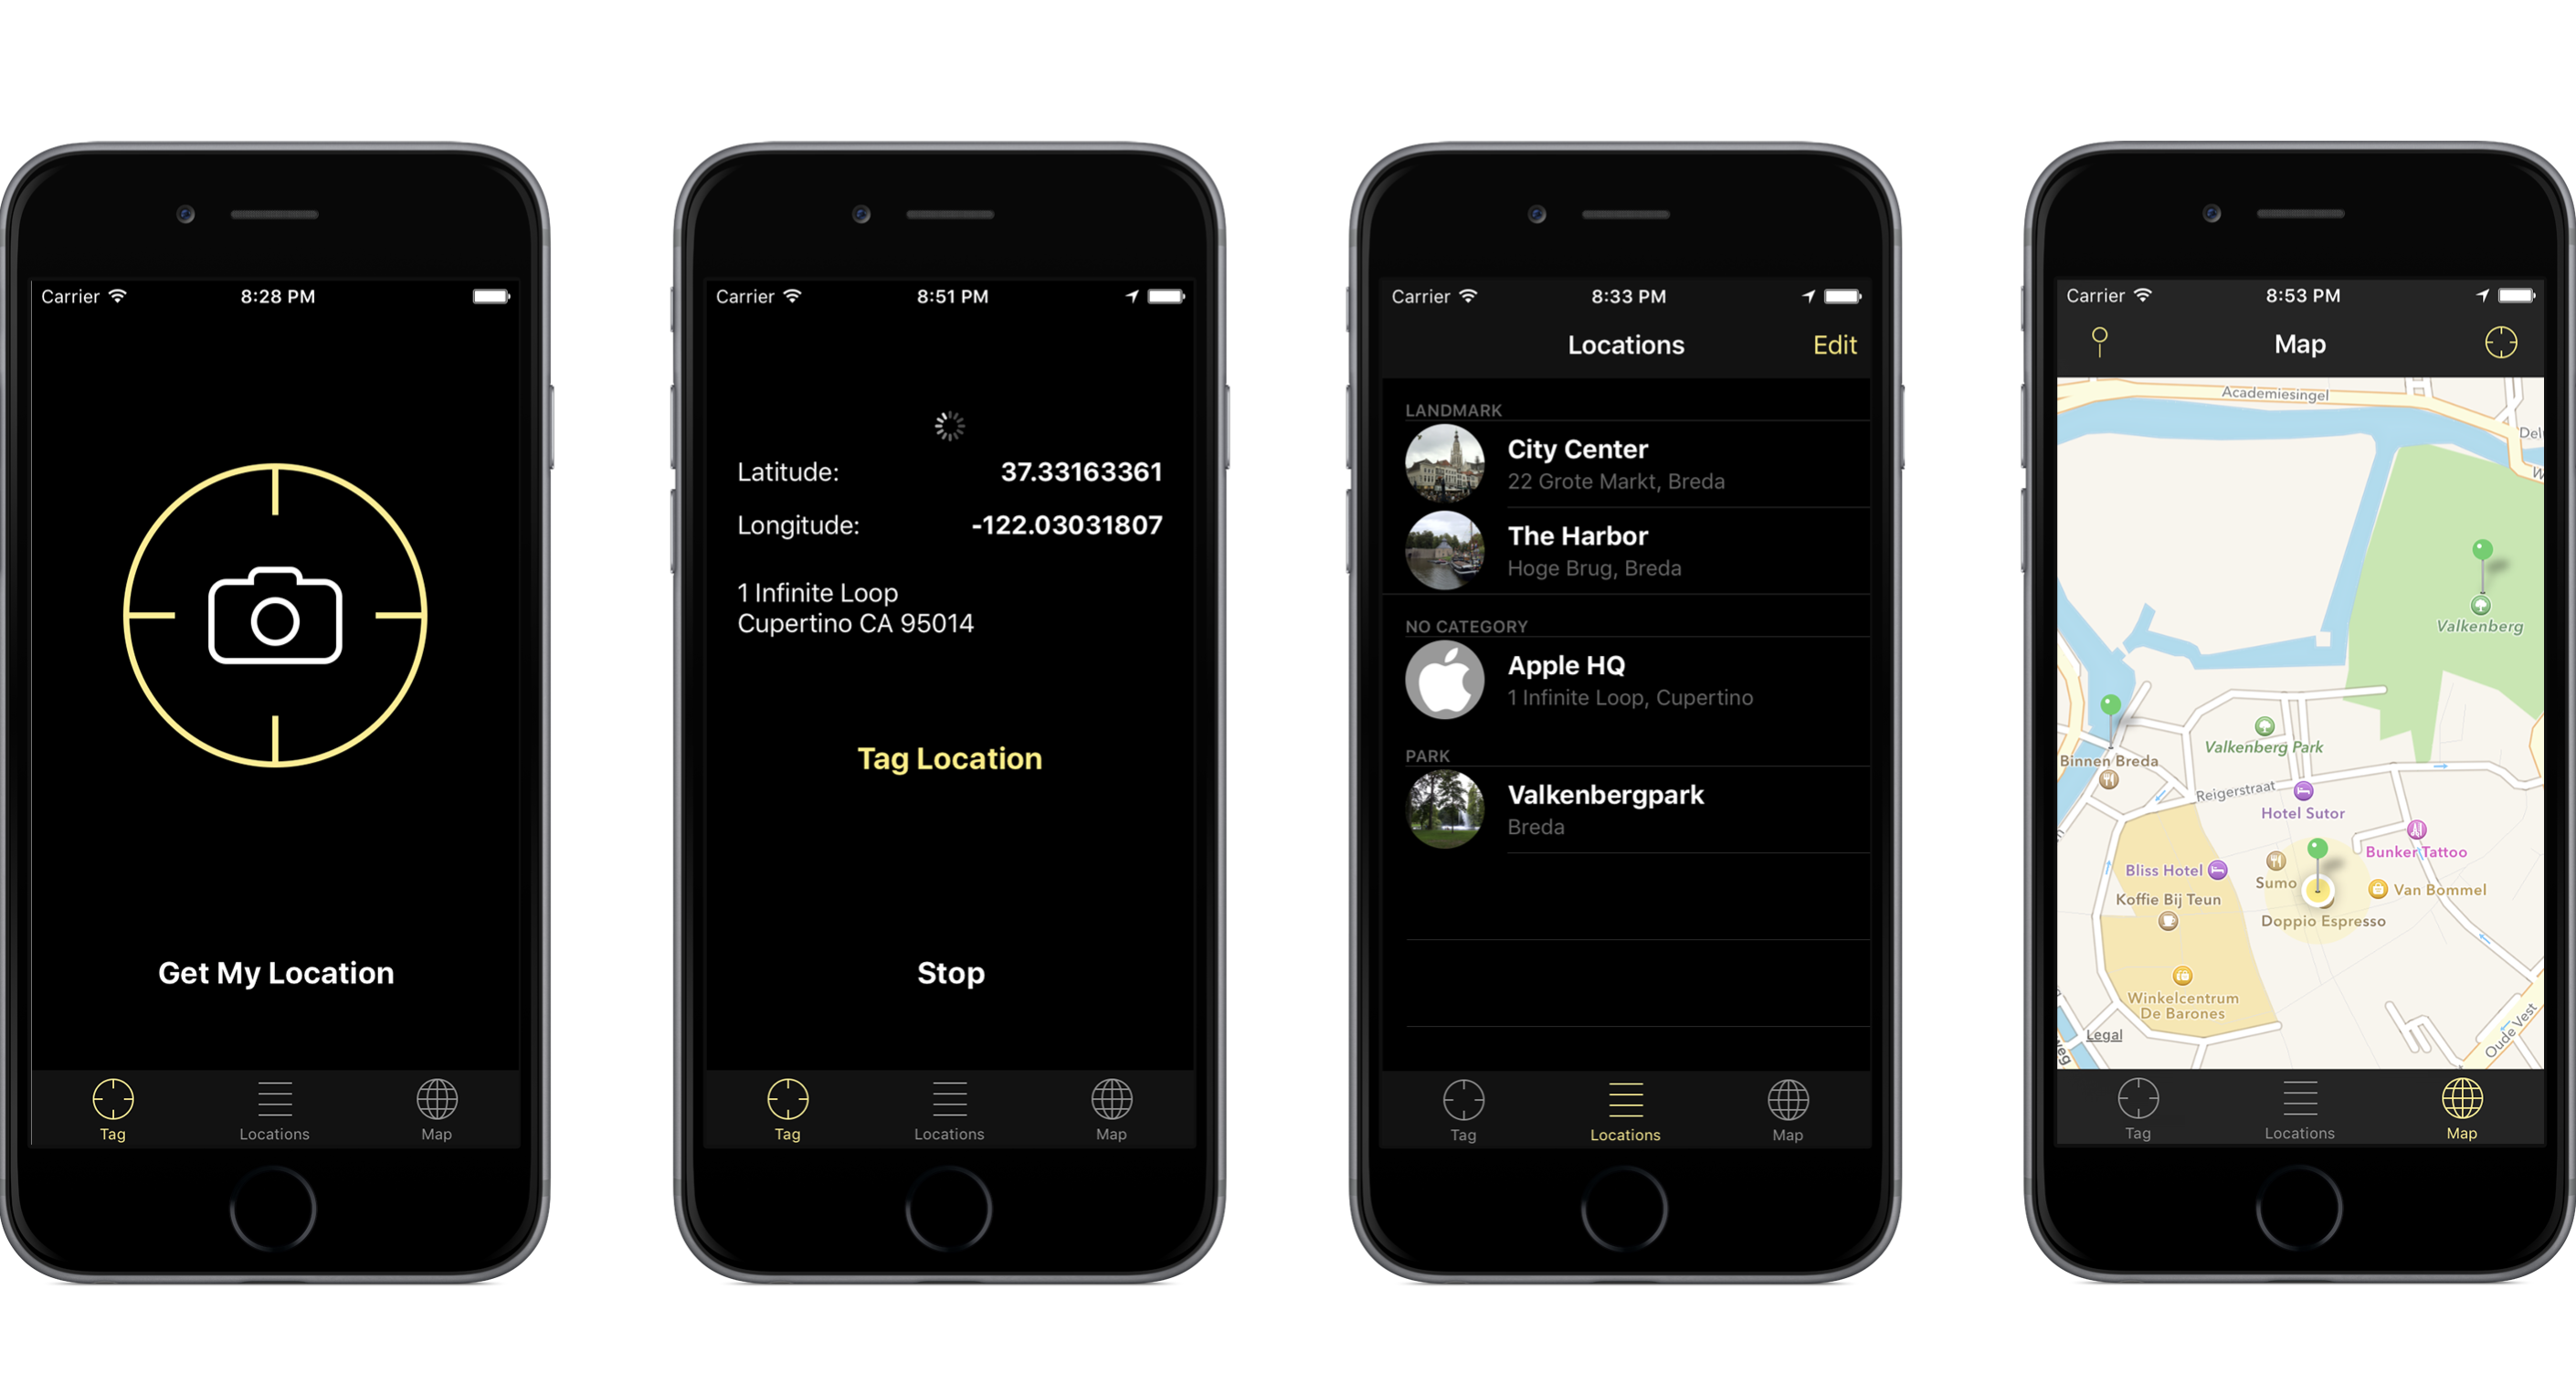 Carrier 8:28 PM
Get My Location
Tag Locations Map
Carrier 8:51 PM
Latitude: 37.33163361
Longitude: -122.03031807
1 Infinite Loop
Cupertino CA 95014
Tag Location
Stop
Tag Locations Map
Carrier 8:33 PM
Locations Edit
LANDMARK
City Center
22 Grote Markt, Breda
The Harbor
Hoge Brug, Breda
NO CATEGORY
Apple HQ
1 Infinite Loop, Cupertino
PARK
Valkenbergpark
Breda
Tag Locations Map
Carrier 8:53 PM
Map
Academiesingel
Valkenberg
Valkenberg Park
Binnen Breda
Reigerstraat
Hotel Sutor
Bunker Tattoo
Bliss Hotel
Sumo
Van Bommel
Koffie Bij Teun
Doppio Espresso
Winkelcentrum
De Barones
Legal
Oude Vest
Tag Locations Map